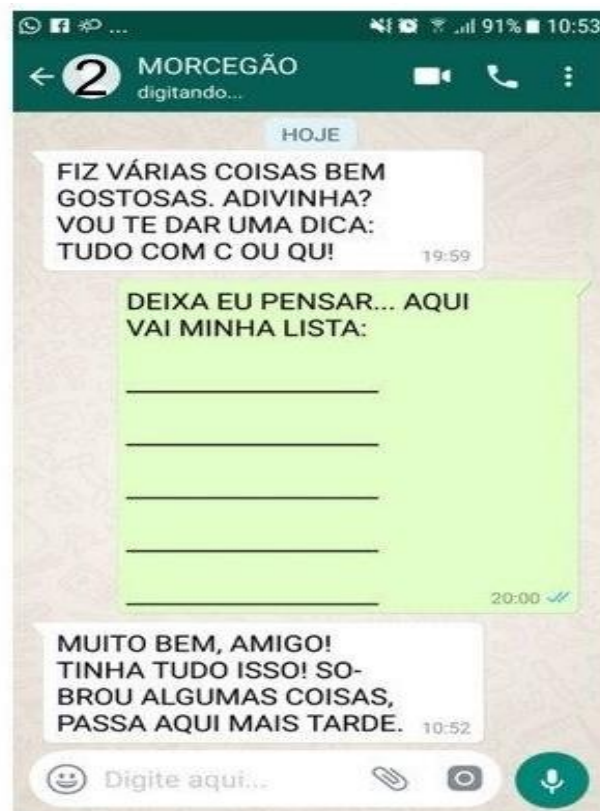 ... 91% 10:53
2 MORCEGÃO
digitando...
HOJE
FIZ VÁRIAS COISAS BEM
GOSTOSAS. ADIVINHA?
VOU TE DAR UMA DICA:
TUDO COM C OU QU!
19:59
DEIXA EU PENSAR... AQUI
VAI MINHA LISTA:
20:00
MUITO BEM, AMIGO!
TINHA TUDO ISSO! SO-
BROU ALGUMAS COISAS,
PASSA AQUI MAIS TARDE.
10:52
Digite aqui...